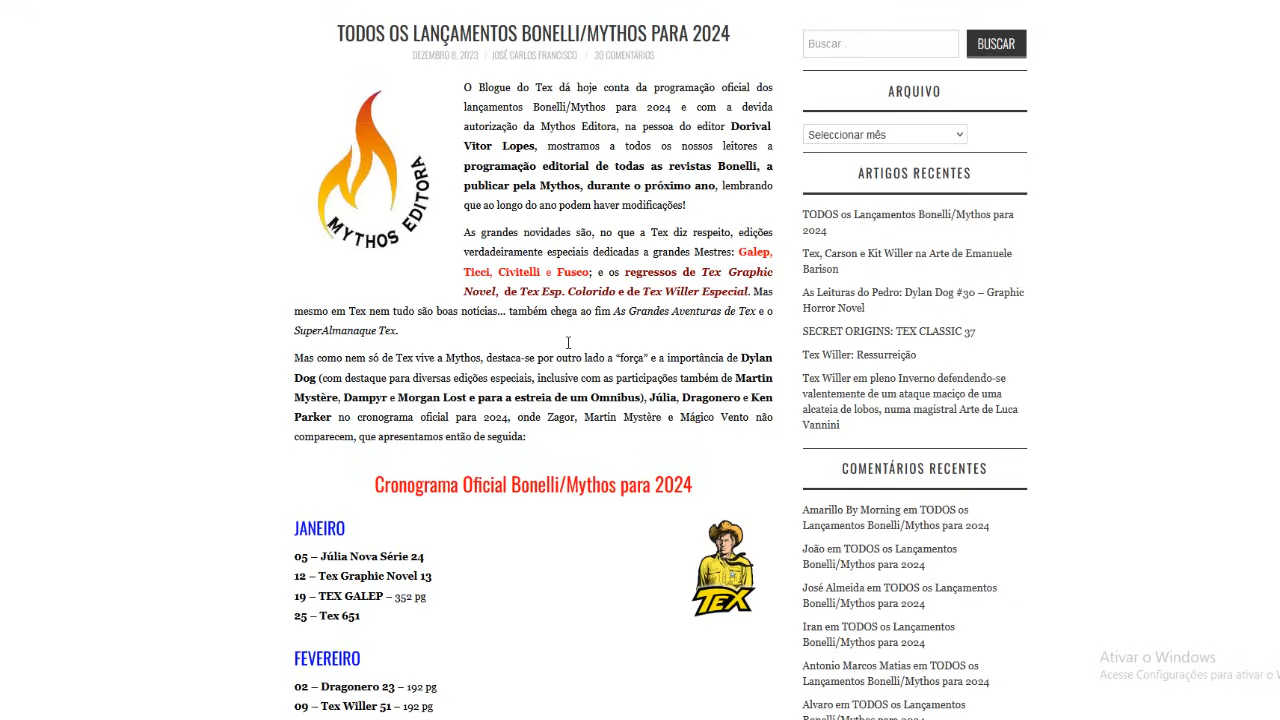 TODOS OS LANÇAMENTOS BONELLI/MYTHOS PARA 2024
DEZEMBRO 8, 2023 / JOSÉ CARLOS FRANCISCO / 30 COMENTÁRIOS
MYTHOS EDITORA
O Blogue do Tex dá hoje conta da programação oficial dos
lançamentos Bonelli/Mythos para 2024 e com a devida
autorização da Mythos Editora, na pessoa do editor Dorival
Vitor Lopes, mostramos a todos os nossos leitores a
programação editorial de todas as revistas Bonelli, a
publicar pela Mythos, durante o próximo ano, lembrando
que ao longo do ano podem haver modificações!
As grandes novidades são, no que a Tex diz respeito, edições
verdadeiramente especiais dedicadas a grandes Mestres: Galep,
Ticci, Civitelli e Fusco; e os regressos de Tex Graphic
Novel, de Tex Esp. Colorido e de Tex Willer Especial. Mas
mesmo em Tex nem tudo são boas notícias... também chega ao fim As Grandes Aventuras de Tex e o
SuperAlmanaque Tex.
Mas como nem só de Tex vive a Mythos, destaca-se por outro lado a “força” e a importância de Dylan
Dog (com destaque para diversas edições especiais, inclusive com as participações também de Martin
Mystère, Dampyr e Morgan Lost e para a estreia de um Omnibus), Júlia, Dragonero e Ken
Parker no cronograma oficial para 2024, onde Zagor, Martin Mystère e Mágico Vento não
comparecem, que apresentamos então de seguida:
Cronograma Oficial Bonelli/Mythos para 2024
JANEIRO
05 – Júlia Nova Série 24
12 – Tex Graphic Novel 13
19 – TEX GALEP – 352 pg
25 – Tex 651
TEX
FEVEREIRO
02 – Dragonero 23 – 192 pg
09 – Tex Willer 51 – 192 pg
Buscar ...
BUSCAR
ARQUIVO
Seleccionar mês
ARTIGOS RECENTES
TODOS os Lançamentos Bonelli/Mythos para
2024
Tex, Carson e Kit Willer na Arte de Emanuele
Barison
As Leituras do Pedro: Dylan Dog #30 – Graphic
Horror Novel
SECRET ORIGINS: TEX CLASSIC 37
Tex Willer: Ressurreição
Tex Willer em pleno Inverno defendendo-se
valentemente de um ataque maciço de uma
alcateia de lobos, numa magistral Arte de Luca
Vannini
COMENTÁRIOS RECENTES
Amarillo By Morning em TODOS os
Lançamentos Bonelli/Mythos para 2024
João em TODOS os Lançamentos
Bonelli/Mythos para 2024
José Almeida em TODOS os Lançamentos
Bonelli/Mythos para 2024
Iran em TODOS os Lançamentos
Bonelli/Mythos para 2024
Antonio Marcos Matias em TODOS os
Lançamentos Bonelli/Mythos para 2024
Alvaro em TODOS os Lançamentos
Bonelli/Mythos para 2024
Ativar o Windows
Acesse Configurações para ativar o W